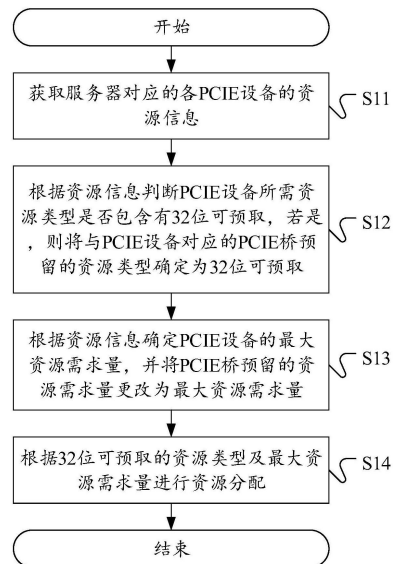 开始
获取服务器对应的各PCIE设备的资
源信息
S11
根据资源信息判断PCIE设备所需资
源类型是否包含有32位可预取，若是
，则将与PCIE设备对应的PCIE桥预
留的资源类型确定为32位可预取
S12
根据资源信息确定PCIE设备的最大
资源需求量，并将PCIE桥预留的资
源需求量更改为最大资源需求量
S13
根据32位可预取的资源类型及最大资
源需求量进行资源分配
S14
结束